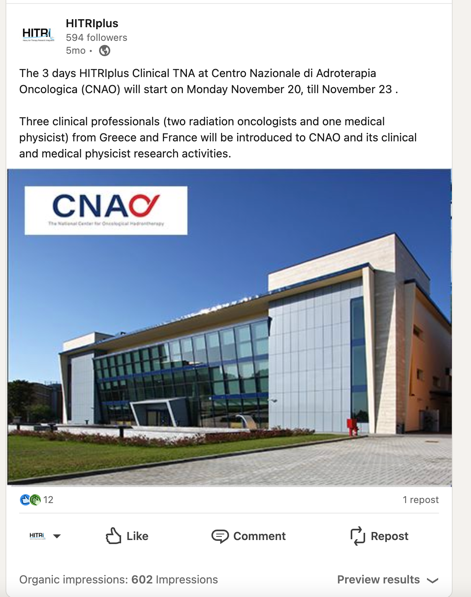 HITRIplus
HITRI
594 followers
5mo •
The 3 days HITRIplus Clinical TNA at Centro Nazionale di Adroterapia
Oncologica (CNAO) will start on Monday November 20, till November 23 .
Three clinical professionals (two radiation oncologists and one medical
physicist) from Greece and France will be introduced to CNAO and its clinical
and medical physicist research activities.
CNAO
The National Center for Oncological Hadrontherapy
12
1 repost
HITRI
Like
Comment
Repost
Organic impressions: 602 Impressions
Preview results